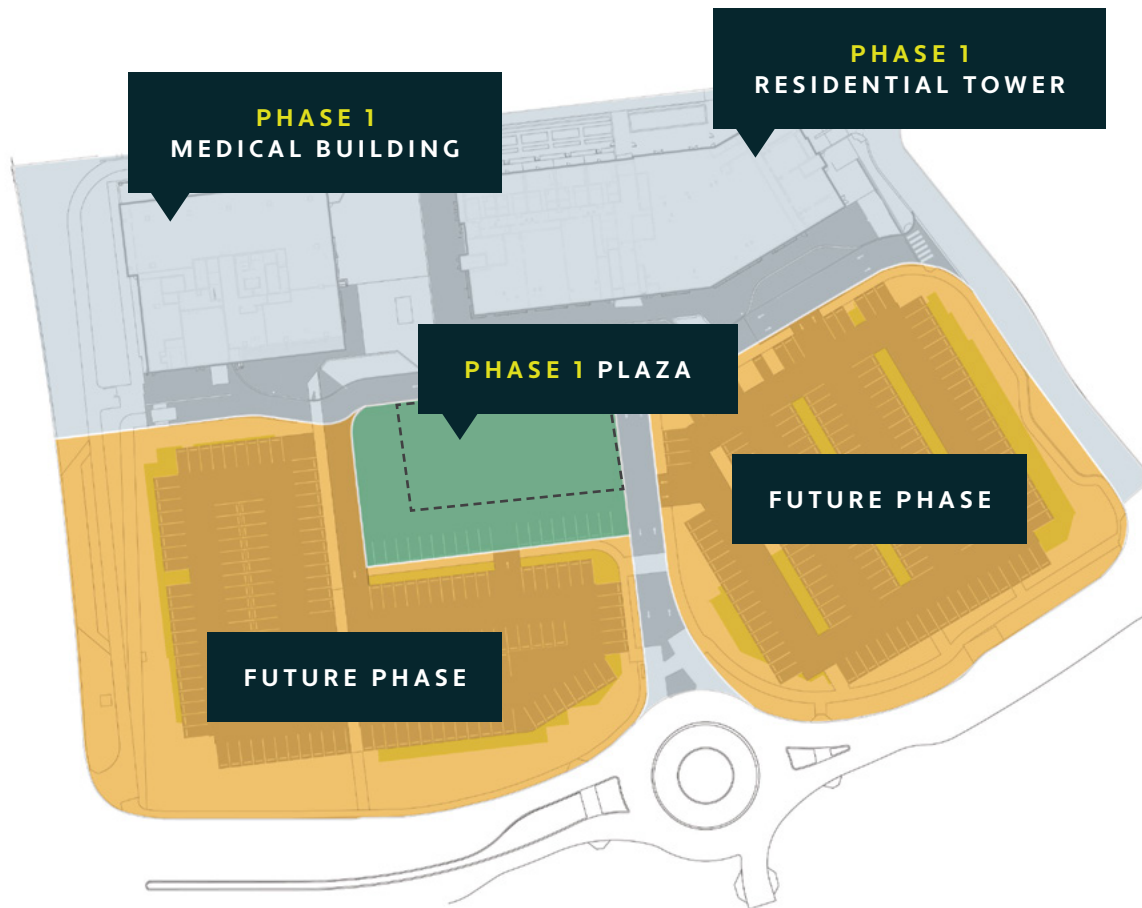 PHASE 1
RESIDENTIAL TOWER
PHASE 1
MEDICAL BUILDING
PHASE 1 PLAZA
FUTURE PHASE
FUTURE PHASE